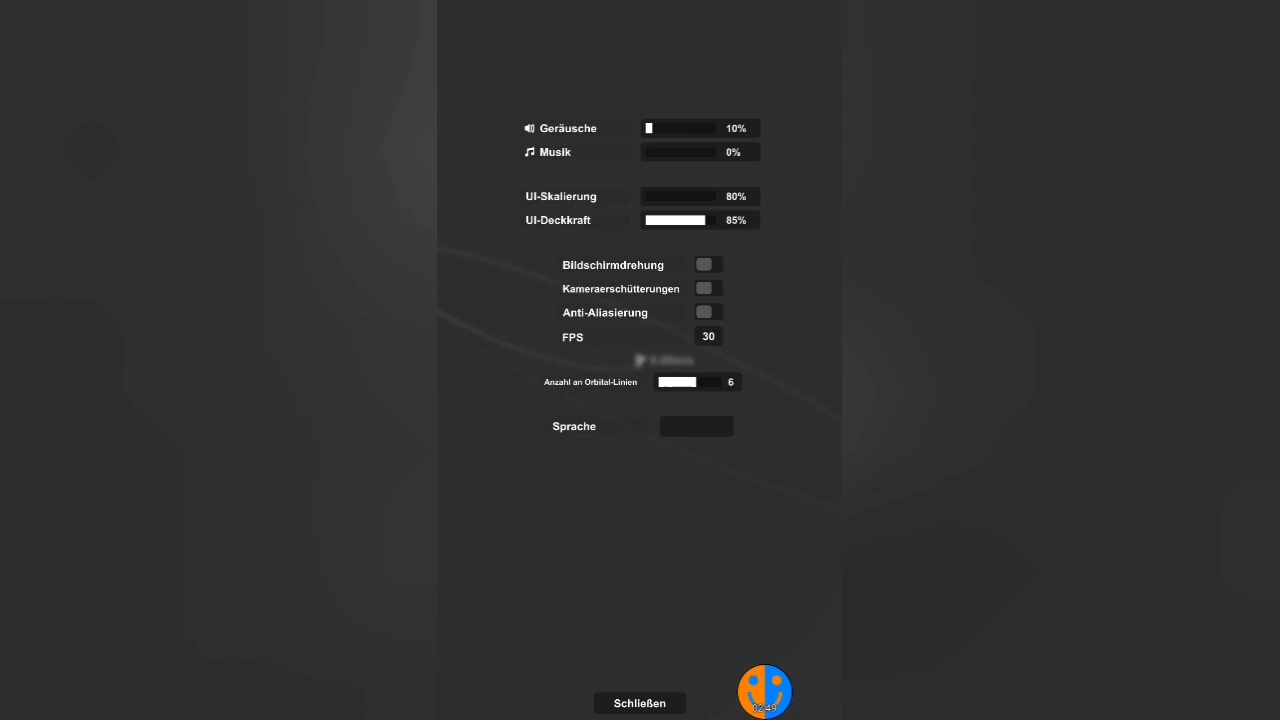 Geräusche 10%
Musik 0%
UI-Skalierung 80%
UI-Deckkraft 85%
Bildschirmdrehung
Kameraerschütterungen
Anti-Aliasierung
FPS 30
Anzahl an Orbital-Linien 6
Sprache
Schließen
02:49